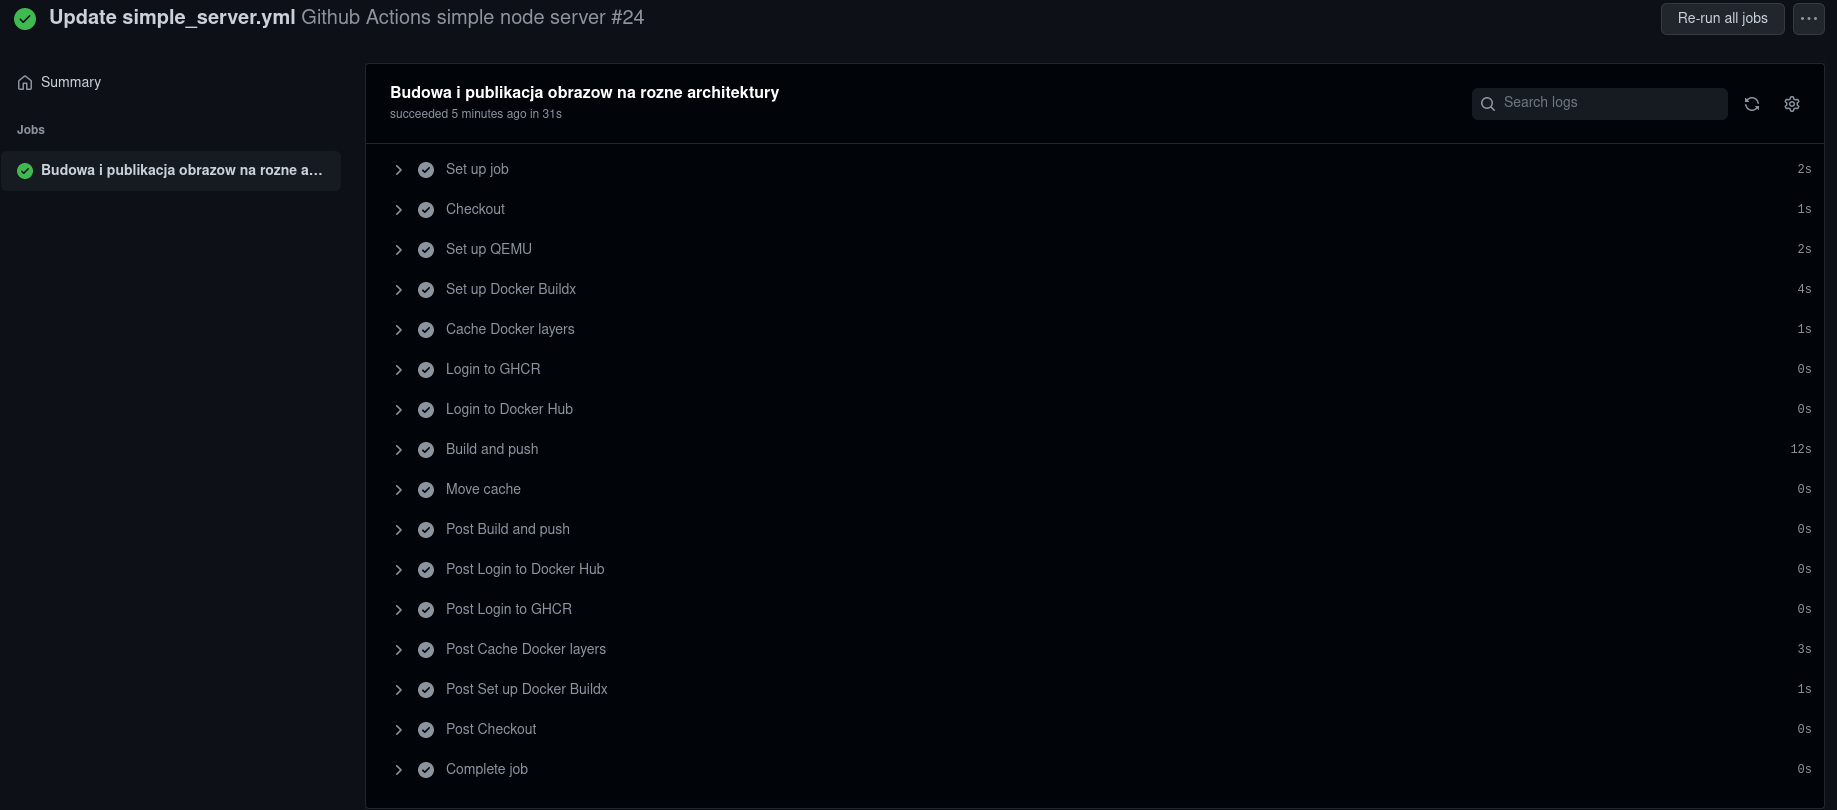 Update simple_server.yml Github Actions simple node server #24
Re-run all jobs
Summary
Jobs
Budowa i publikacja obrazow na rozne a...
Budowa i publikacja obrazow na rozne architektury
succeeded 5 minutes ago in 31s
Search logs
Set up job 2s
Checkout 1s
Set up QEMU 2s
Set up Docker Buildx 4s
Cache Docker layers 1s
Login to GHCR 0s
Login to Docker Hub 0s
Build and push 12s
Move cache 0s
Post Build and push 0s
Post Login to Docker Hub 0s
Post Login to GHCR 0s
Post Cache Docker layers 3s
Post Set up Docker Buildx 1s
Post Checkout 0s
Complete job 0s